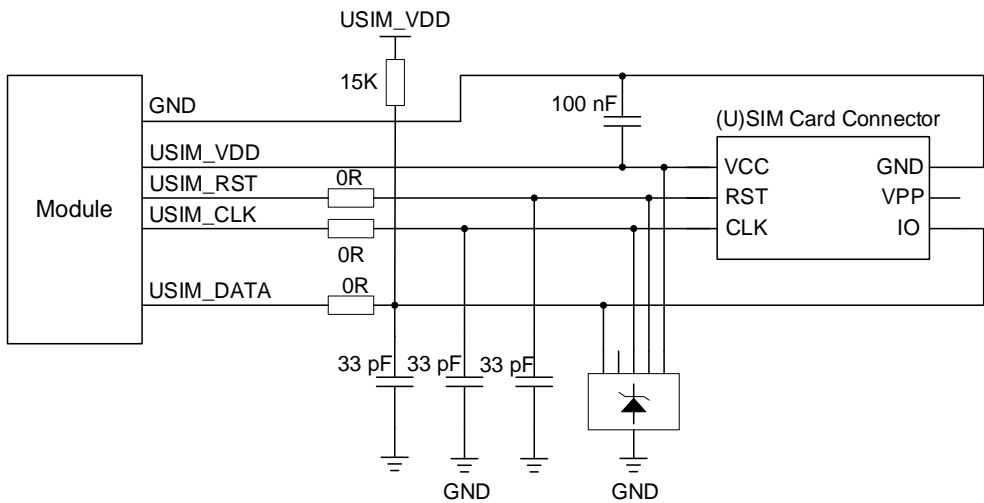 USIM_VDD
15K
GND
100 nF
(U)SIM Card Connector
USIM_VDD
VCC
GND
USIM_RST
0R
RST
VPP
Module
USIM_CLK
CLK
IO
0R
USIM_DATA
0R
33 pF
33 pF
33 pF
GND
GND